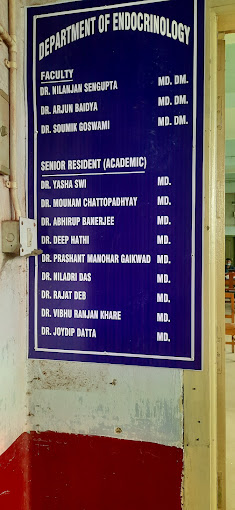 DEPARTMENT OF ENDOCRINOLOGY
FACULTY
DR. NILANJAN SENGUPTA MD. DM.
DR. ARJUN BAIDYA MD. DM.
DR. SOUMIK GOSWAMI MD. DM.
SENIOR RESIDENT (ACADEMIC)
DR. YASHA SWI MD.
DR. MOUNAM CHATTOPADHYAY MD.
DR. ABHIRUP BANERJEE MD.
DR. DEEP HATHI MD.
DR. PRASHANT MANOHAR GAIKWAD MD.
DR. NILADRI DAS MD.
DR. RAJAT DEB MD.
DR. VIBHU RANJAN KHARE MD.
DR. JOYDIP DATTA MD.